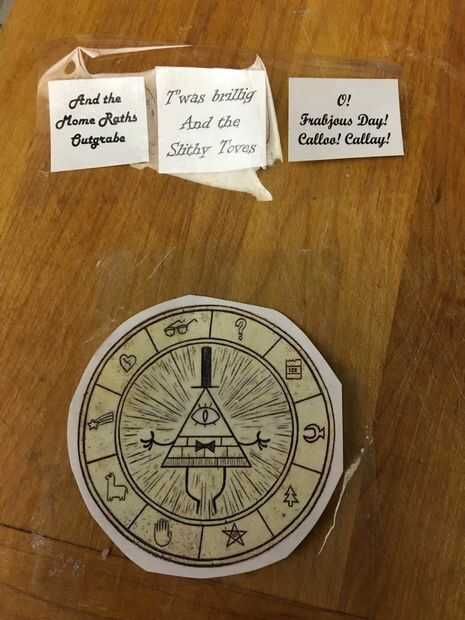 And the
Mome Raths
Outgrabe
T'was brillig
And the
Slithy Toves
O!
Frabjous Day!
Calloo! Callay!
?